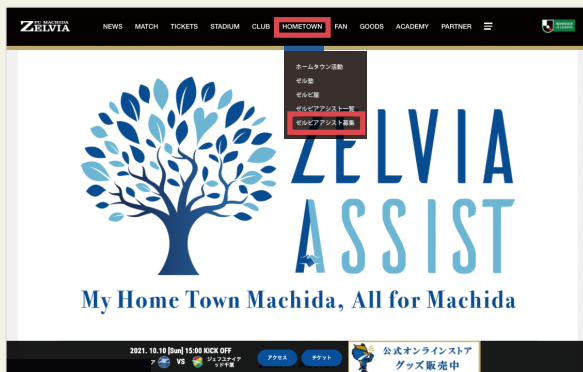 FC MACHIDA
ZELVIA
NEWS MATCH TICKETS STADIUM CLUB HOMETOWN FAN GOODS ACADEMY PARTNER
ホームタウン活動
ゼル塾
ゼルビ屋
ゼルビアアシスト一覧
ゼルビアアシスト募集
ZELVIA
ASSIST
My Home Town Machida, All for Machida
2021. 10.10 [Sun] 15:00 KICK OFF
ア VS ジェフユナイテ
ッド千葉
アクセス チケット
公式オンラインストア
グッズ販売中